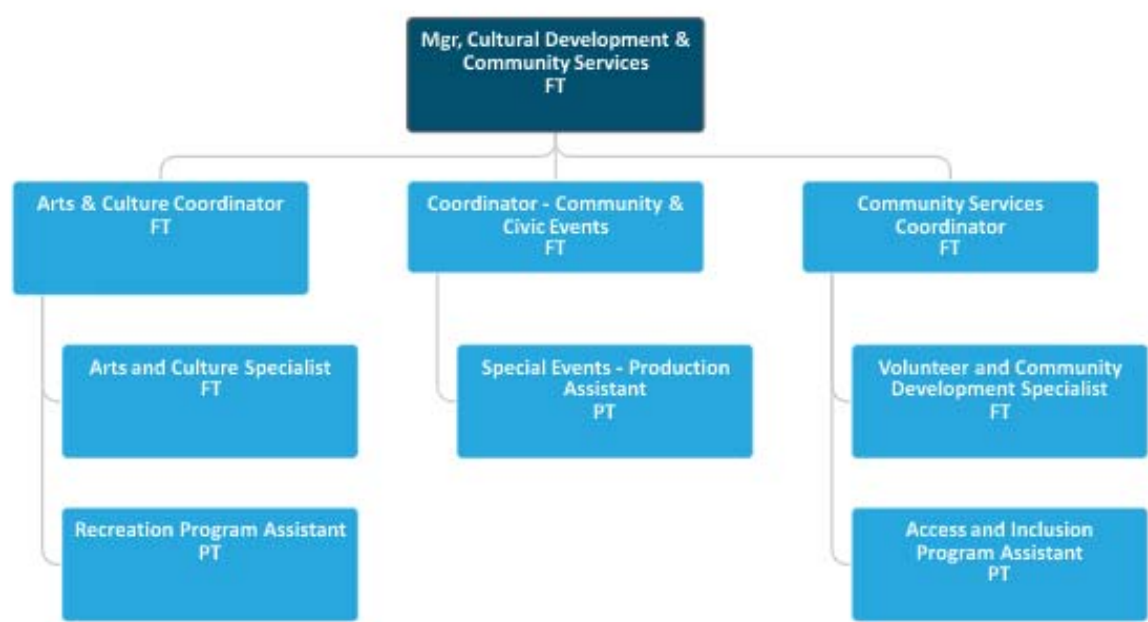 Mgr, Cultural Development &
Community Services
FT
Arts & Culture Coordinator
FT
Coordinator - Community &
Civic Events
FT
Community Services
Coordinator
FT
Arts and Culture Specialist
FT
Special Events - Production
Assistant
PT
Volunteer and Community
Development Specialist
FT
Recreation Program Assistant
PT
Access and Inclusion
Program Assistant
PT